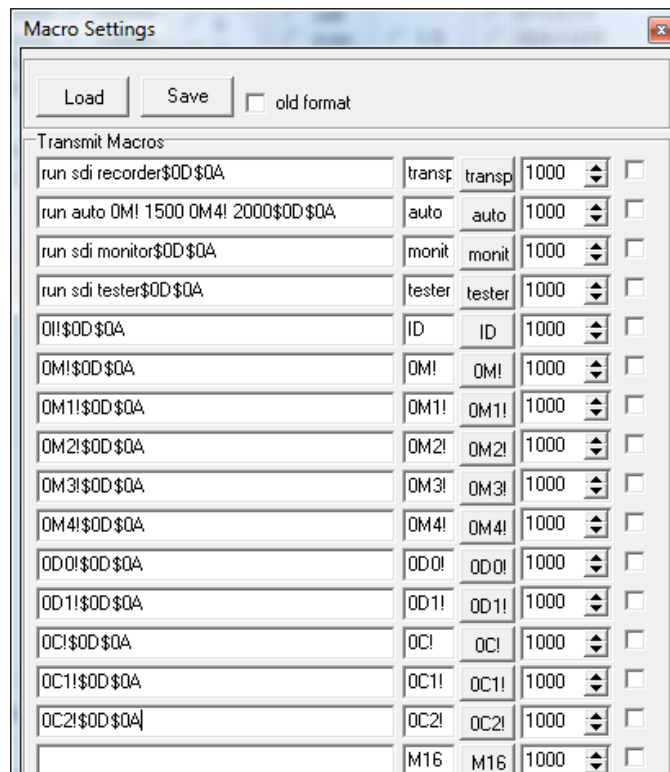 Macro Settings
Load Save old format
Transmit Macros
run sdi recorder$0D$0A transp transp 1000
run auto 0M! 1500 0M4! 2000$0D$0A auto auto 1000
run sdi monitor$0D$0A monit monit 1000
run sdi tester$0D$0A tester tester 1000
0I!$0D$0A ID ID 1000
0M!$0D$0A 0M! 0M! 1000
0M1!$0D$0A 0M1! 0M1! 1000
0M2!$0D$0A 0M2! 0M2! 1000
0M3!$0D$0A 0M3! 0M3! 1000
0M4!$0D$0A 0M4! 0M4! 1000
0D0!$0D$0A 0D0! 0D0! 1000
0D1!$0D$0A 0D1! 0D1! 1000
0C!$0D$0A 0C! 0C! 1000
0C1!$0D$0A 0C1! 0C1! 1000
0C2!$0D$0A 0C2! 0C2! 1000
M16 M16 1000